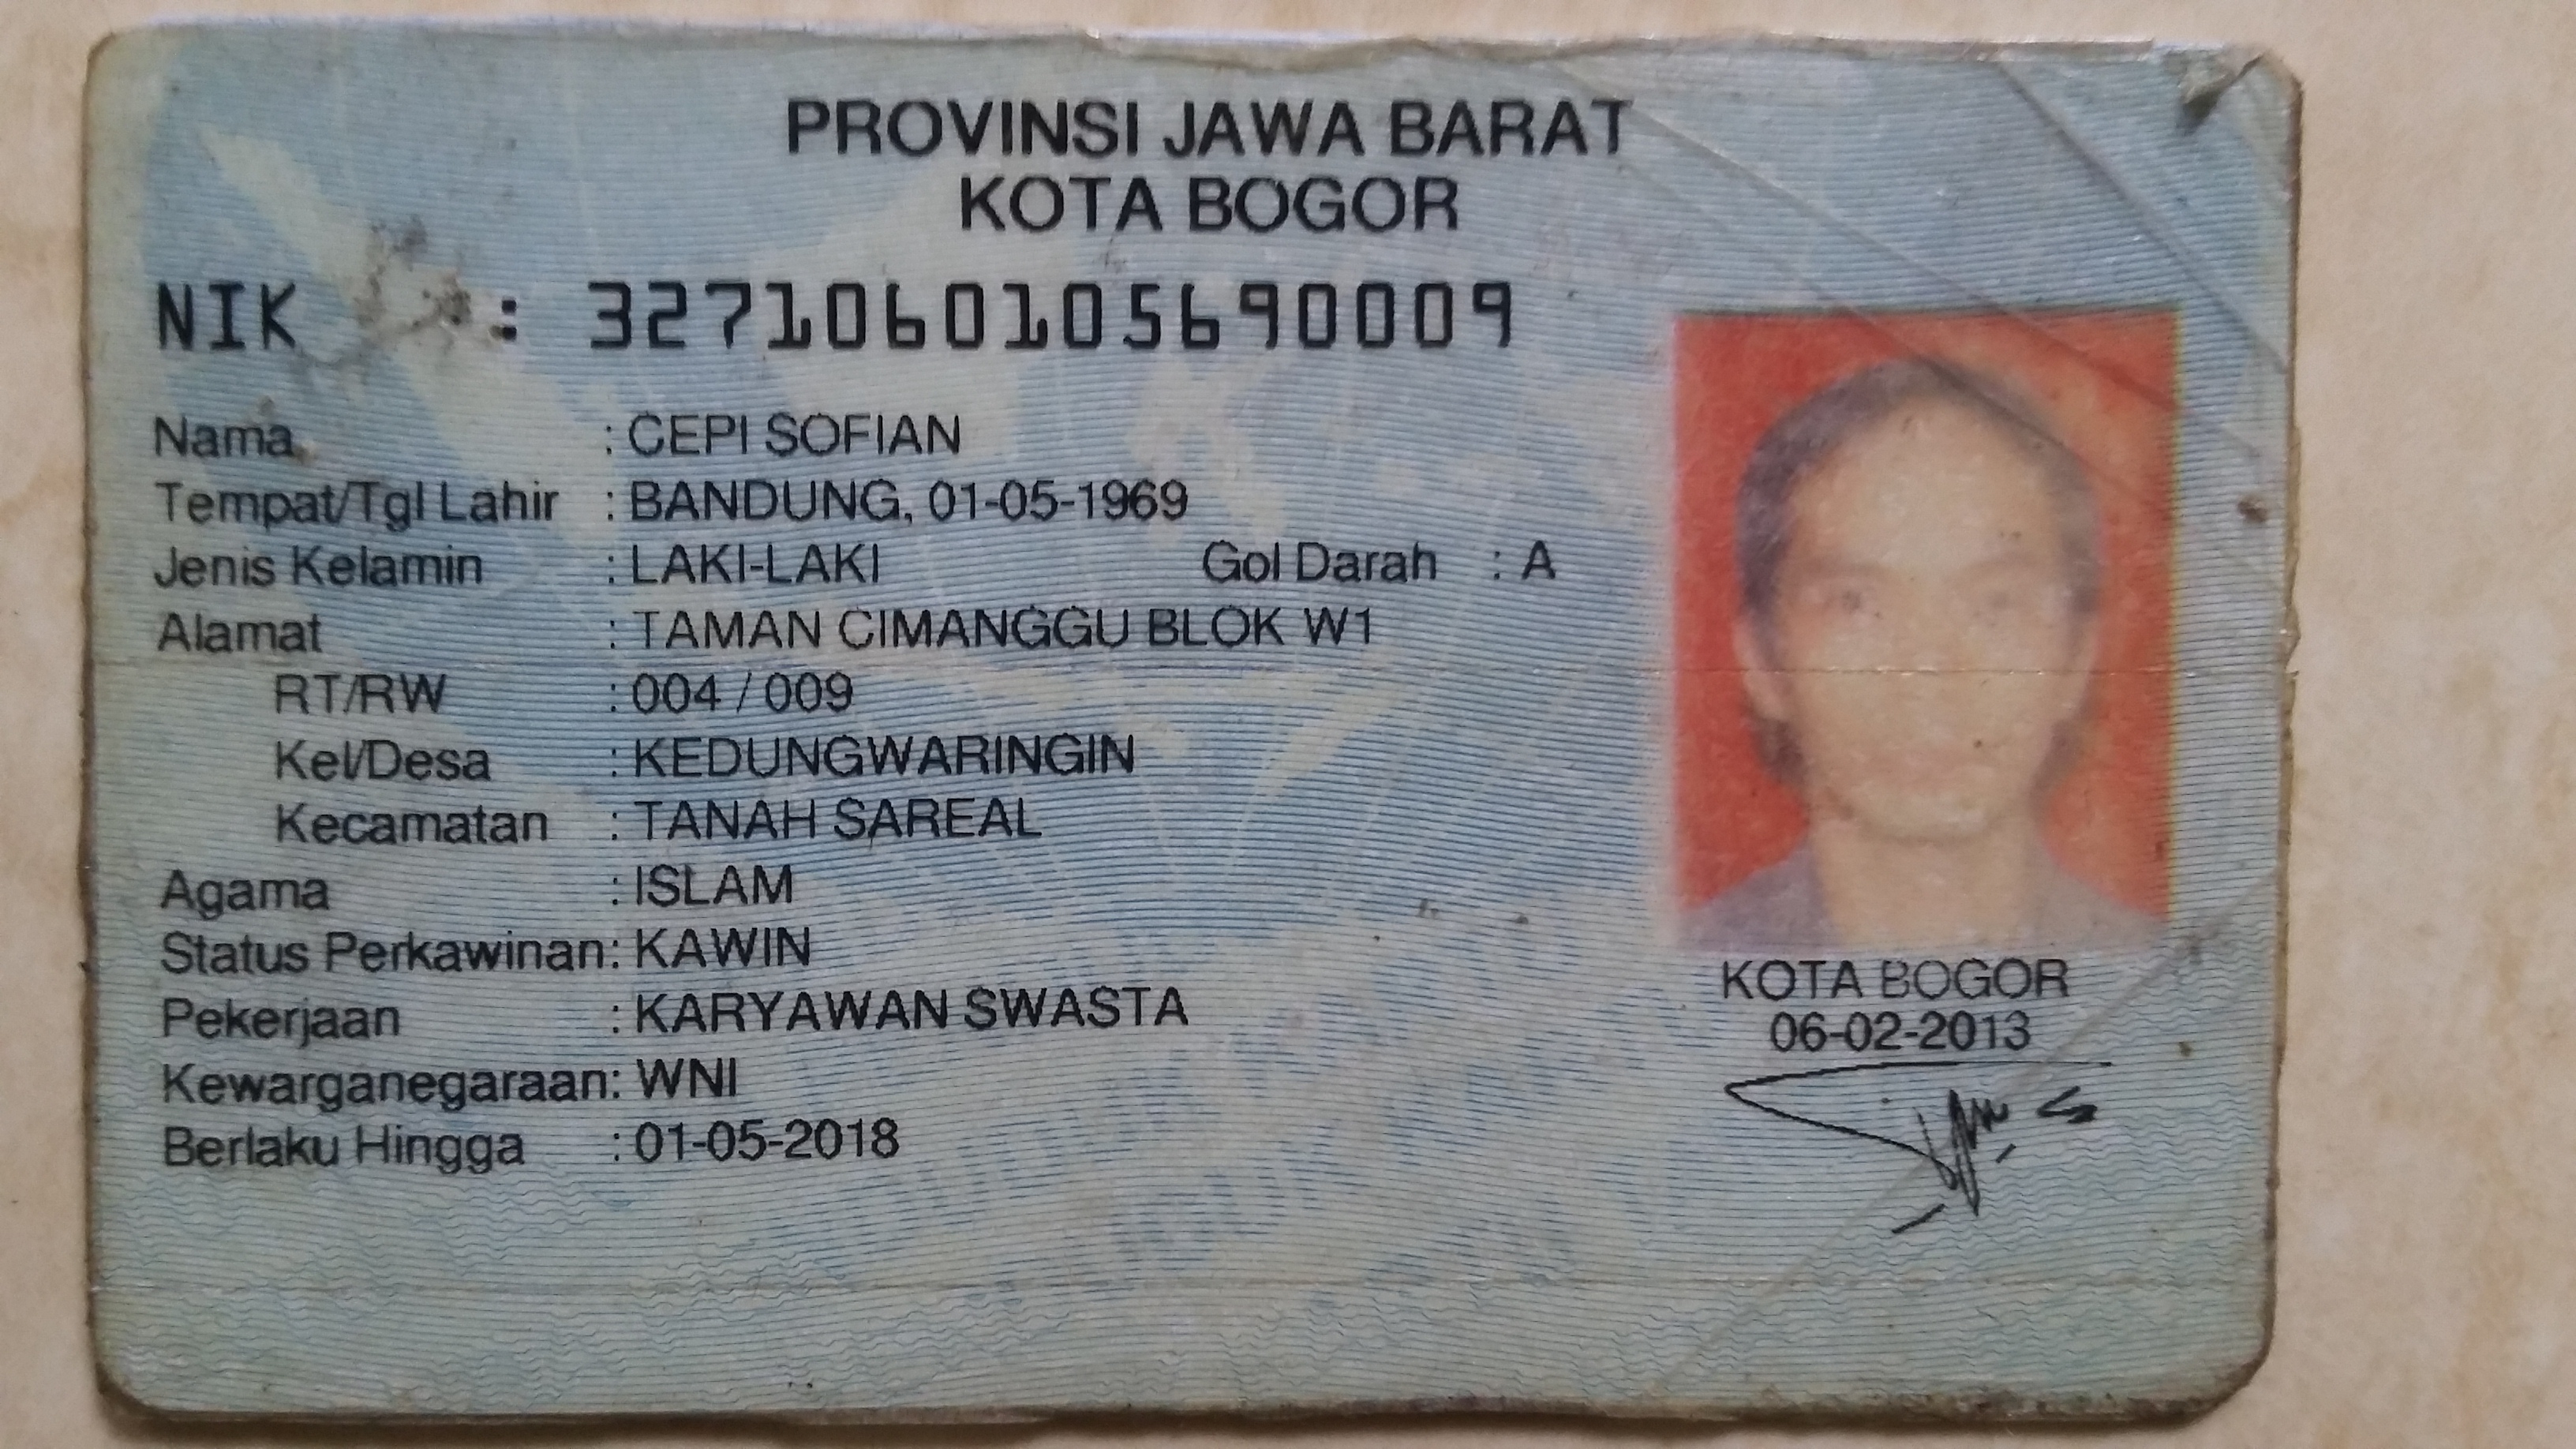 PROVINSI JAWA BARAT
KOTA BOGOR
NIK : 3271060105690009
Nama : CEPI SOFIAN
Tempat/Tgl Lahir : BANDUNG, 01-05-1969
Jenis Kelamin : LAKI-LAKI Gol Darah : A
Alamat : TAMAN CIMANGGU BLOK W1
RT/RW : 004 / 009
Kel/Desa : KEDUNGWARINGIN
Kecamatan : TANAH SAREAL
Agama : ISLAM
Status Perkawinan: KAWIN
Pekerjaan : KARYAWAN SWASTA
Kewarganegaraan: WNI
Berlaku Hingga : 01-05-2018
KOTA BOGOR
06-02-2013